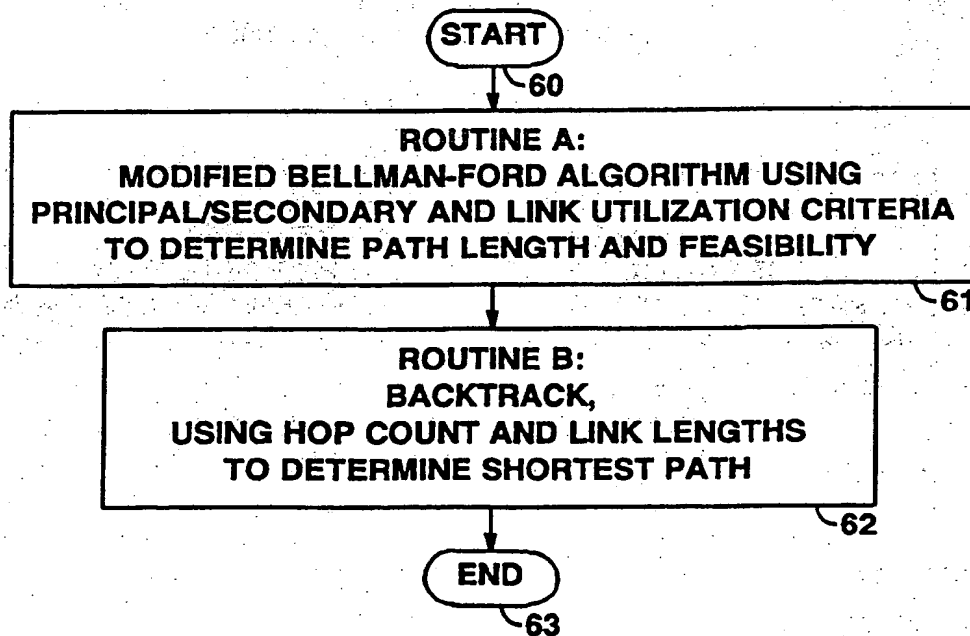 START
60
ROUTINE A:
MODIFIED BELLMAN-FORD ALGORITHM USING
PRINCIPAL/SECONDARY AND LINK UTILIZATION CRITERIA
TO DETERMINE PATH LENGTH AND FEASIBILITY
61
ROUTINE B:
BACKTRACK,
USING HOP COUNT AND LINK LENGTHS
TO DETERMINE SHORTEST PATH
62
END
63